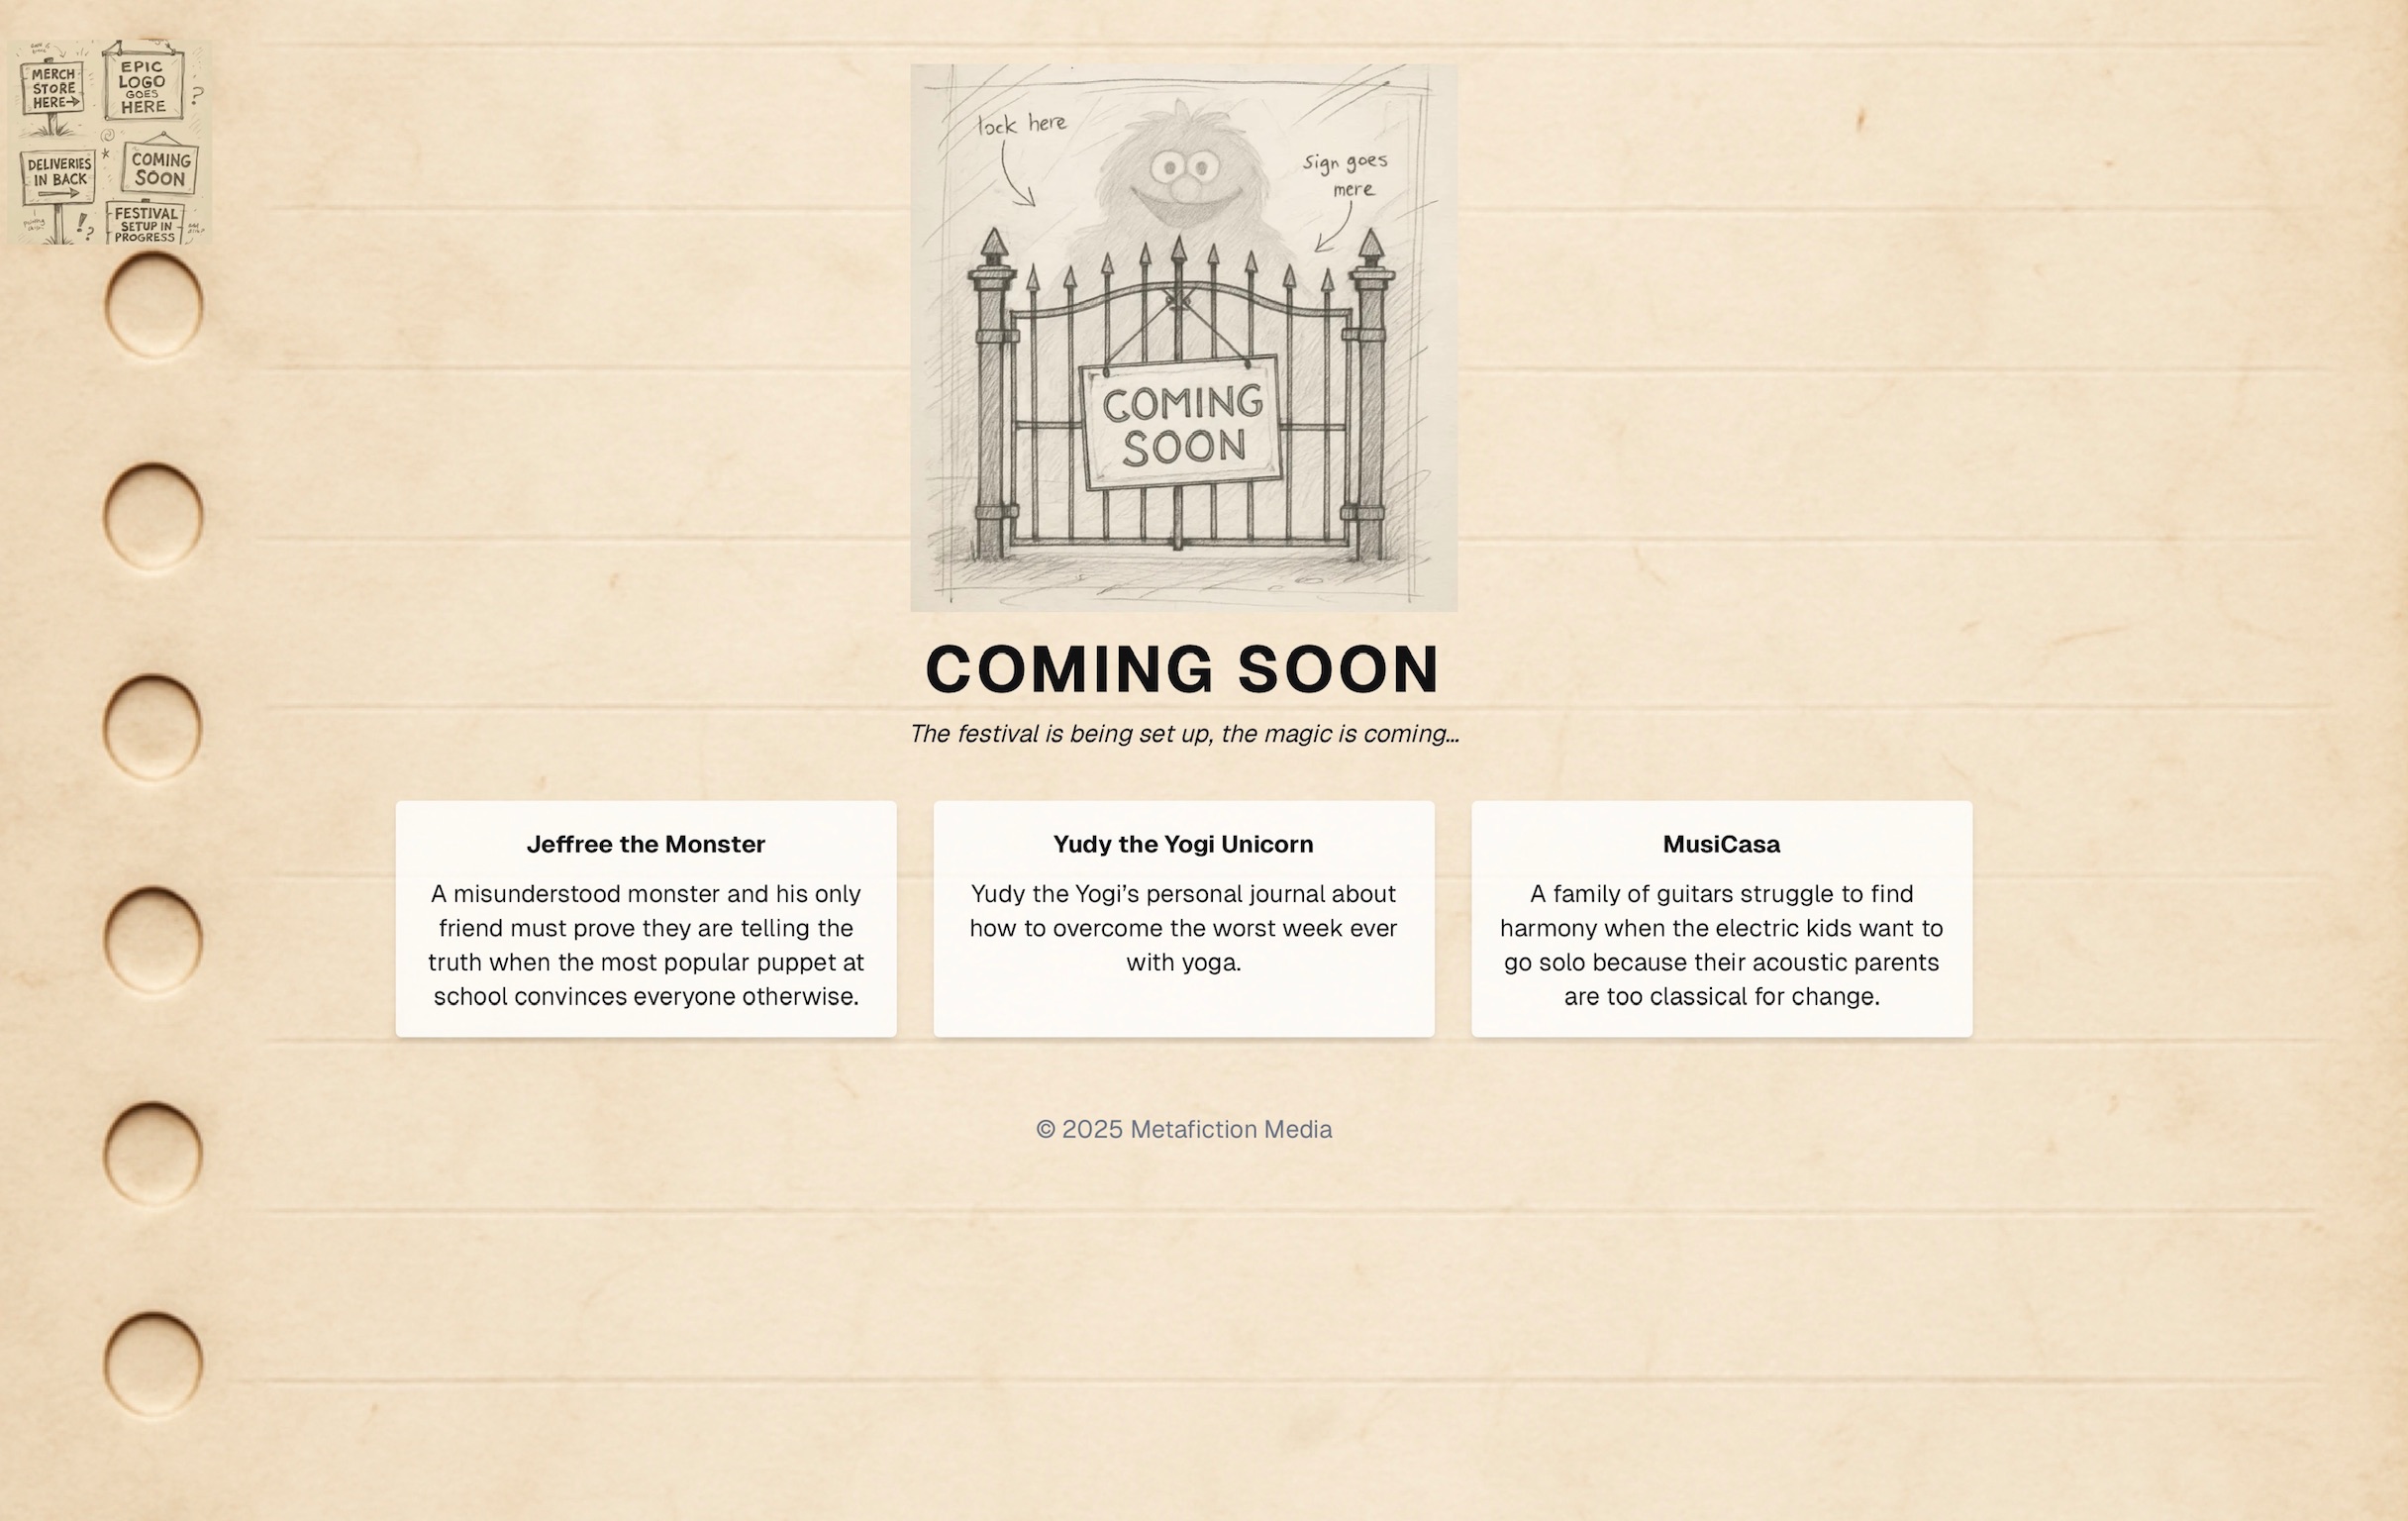 MERCH
STORE
HERE→
EPIC
LOGO
GOES
HERE
?
DELIVERIES
IN BACK
*
COMING
SOON
!
?
FESTIVAL
SETUP IN
PROGRESS
lock here
Sign goes
mere
COMING
SOON
COMING SOON
The festival is being set up, the magic is coming...
Jeffree the Monster
A misunderstood monster and his only
friend must prove they are telling the
truth when the most popular puppet at
school convinces everyone otherwise.
Yudy the Yogi Unicorn
Yudy the Yogi’s personal journal about
how to overcome the worst week ever
with yoga.
MusiCasa
A family of guitars struggle to find
harmony when the electric kids want to
go solo because their acoustic parents
are too classical for change.
© 2025 Metafiction Media